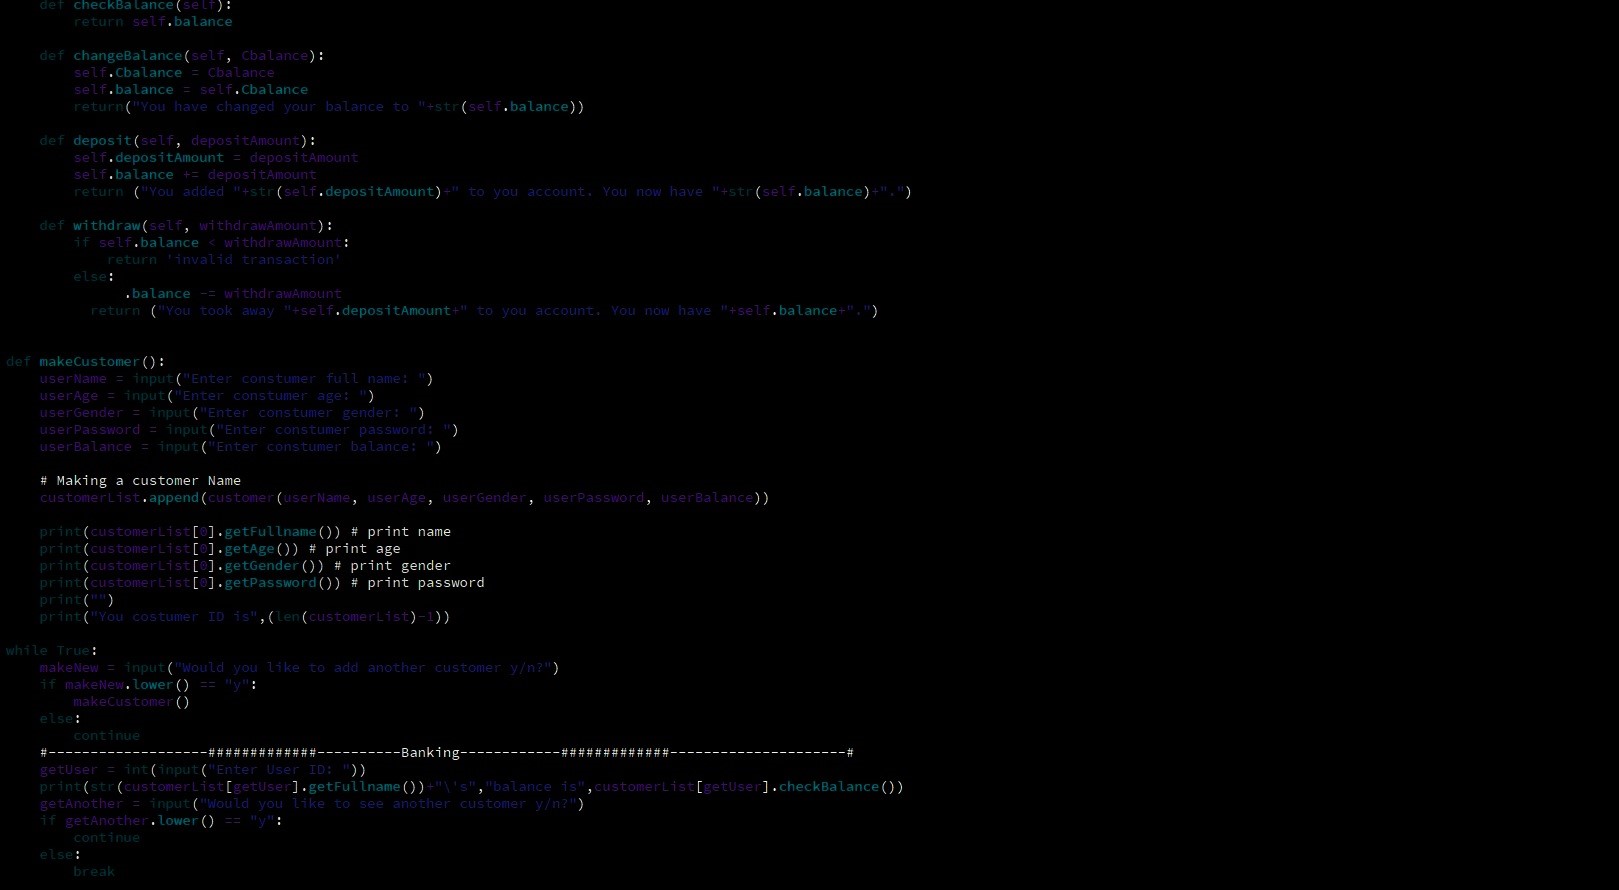 def checkBalance(self):
        return self.balance

    def changeBalance(self, Cbalance):
        self.Cbalance = Cbalance
        self.balance = self.Cbalance
        return("You have changed your balance to "+str(self.balance))

    def deposit(self, depositAmount):
        self.depositAmount = depositAmount
        self.balance += depositAmount
        return ("You added "+str(self.depositAmount)+" to you account. You now have "+str(self.balance)+".")

    def withdraw(self, withdrawAmount):
        if self.balance < withdrawAmount:
            return 'invalid transaction'
        else:
              .balance -= withdrawAmount
          return ("You took away "+self.depositAmount+" to you account. You now have "+self.balance+".")


def makeCustomer():
    userName = input("Enter constumer full name: ")
    userAge = input("Enter constumer age: ")
    userGender = input("Enter constumer gender: ")
    userPassword = input("Enter constumer password: ")
    userBalance = input("Enter constumer balance: ")

    # Making a customer Name
    customerList.append(customer(userName, userAge, userGender, userPassword, userBalance))

    print(customerList[0].getFullname()) # print name
    print(customerList[0].getAge()) # print age
    print(customerList[0].getGender()) # print gender
    print(customerList[0].getPassword()) # print password
    print("")
    print("You costumer ID is",(len(customerList)-1))

while True:
    makeNew = input("Would you like to add another customer y/n?")
    if makeNew.lower() == "y":
        makeCustomer()
    else:
        continue
    #-------------------#############----------Banking------------#############---------------------#
    getUser = int(input("Enter User ID: "))
    print(str(customerList[getUser].getFullname())+"\'s","balance is",customerList[getUser].checkBalance())
    getAnother = input("Would you like to see another customer y/n?")
    if getAnother.lower() == "y":
        continue
    else:
        break